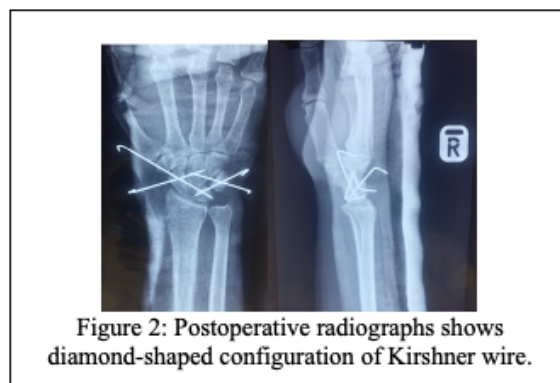 R
Figure 2: Postoperative radiographs shows
diamond-shaped configuration of Kirshner wire.